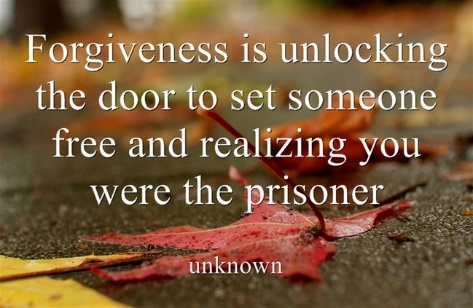 Forgiveness is unlocking
the door to set someone
free and realizing you
were the prisoner
unknown